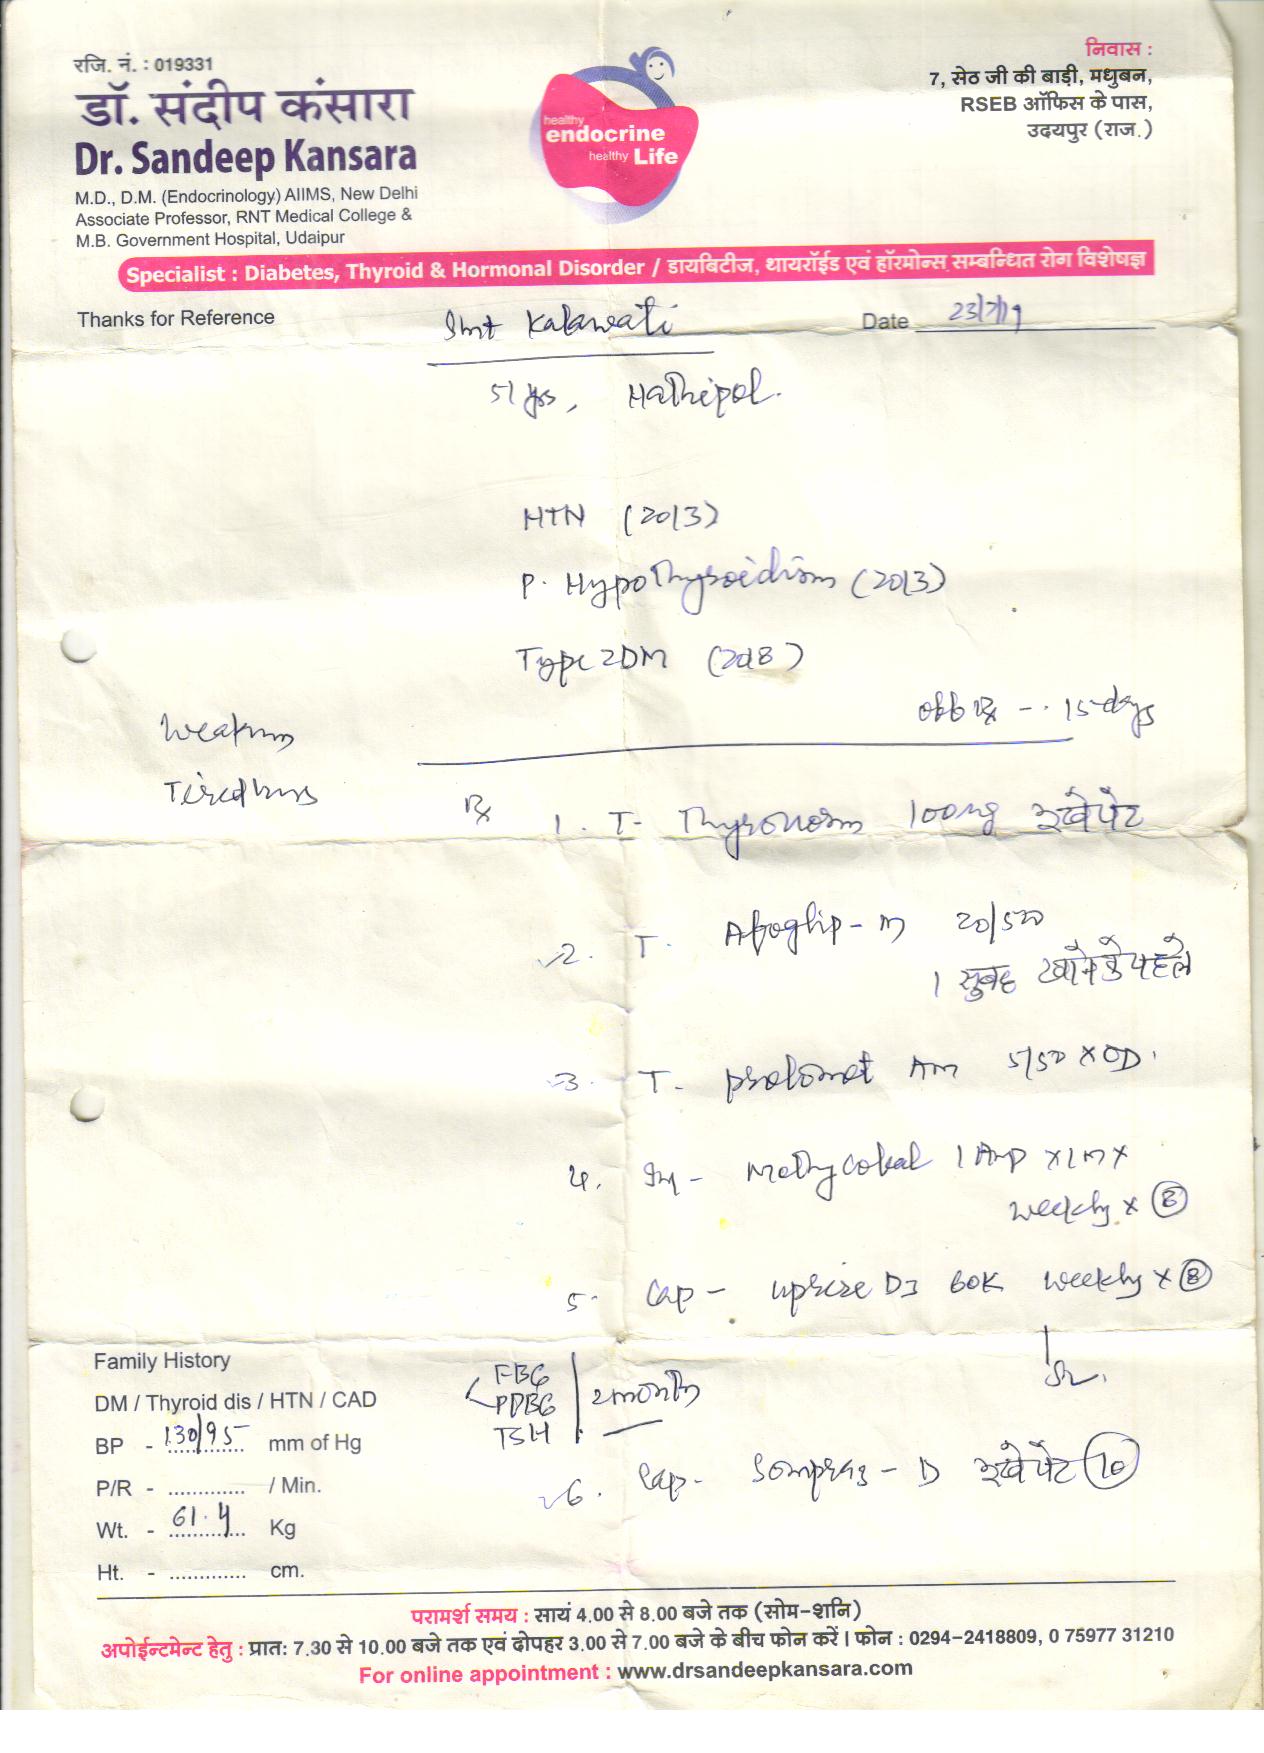 रजि. नं. : 019331
डॉ. संदीप कंसारा
Dr. Sandeep Kansara
M.D., D.M. (Endocrinology) AIIMS, New Delhi
Associate Professor, RNT Medical College &
M.B. Government Hospital, Udaipur
healthy
endocrine
healthy Life
निवास :
7, सेठ जी की बाड़ी, मधुबन,
RSEB ऑफिस के पास,
उदयपुर (राज.)
Specialist : Diabetes, Thyroid & Hormonal Disorder / डायबिटीज, थायरॉईड एवं हॉरमोन्स सम्बन्धित रोग विशेषज्ञ
Thanks for Reference Smt Kalawati Date 23/7/19
51 yrs, Hathipol.
HTN (2013)
P. Hypothyroidism (2013)
Type 2DM (2018)
off Rx -- 15 days
Weakness
Tiredness
Rx 1. T- Thyronorm 100mg खाली पेट
2. T. Afoglip-M 20/500
1 सुबह खाने के पहले
3. T- Prolomet AM 5/50 x OD.
4. Inj- Methycobal 1 Amp x IM x
weekly x 8
5. Cap- Uprise D3 60K weekly x 8
Family History
DM / Thyroid dis / HTN / CAD
BP - 130/95 mm of Hg
P/R - ............. / Min.
Wt. - 61.4 Kg
Ht. - ............. cm.
FBG
PPBG
TSH
2 month
6. Cap- Sompraz-D खाली पेट 10
परामर्श समय : सायं 4.00 से 8.00 बजे तक (सोम-शनि)
अपोईन्टमेन्ट हेतु : प्रातः 7.30 से 10.00 बजे तक एवं दोपहर 3.00 से 7.00 बजे के बीच फोन करें । फोन : 0294-2418809, 0 75977 31210
For online appointment : www.drsandeepkansara.com